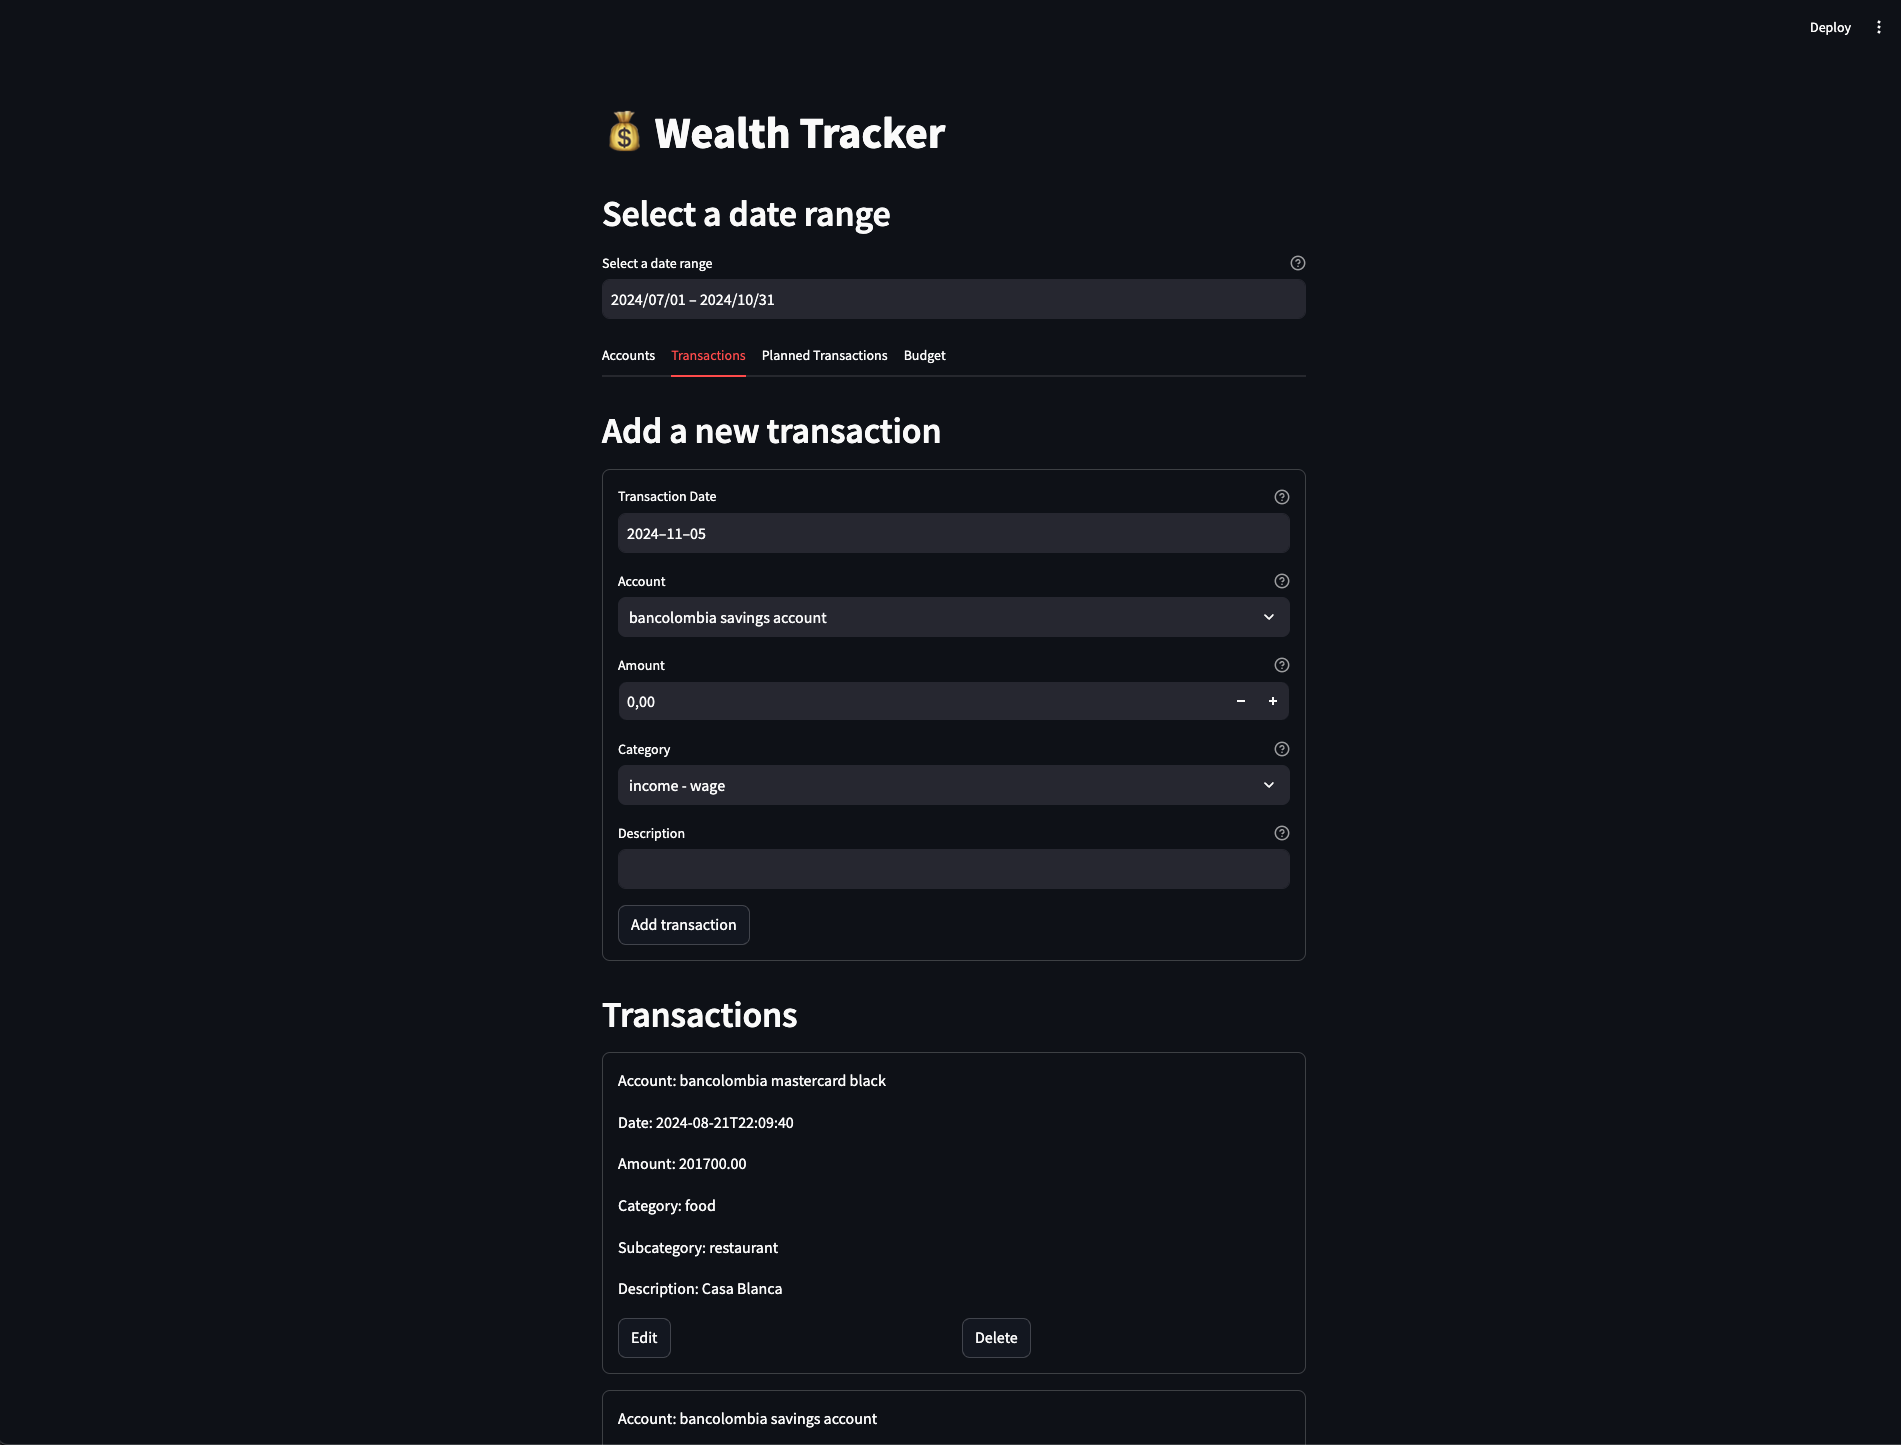 Deploy
Wealth Tracker
Select a date range
Select a date range
2024/07/01 – 2024/10/31
Accounts Transactions Planned Transactions Budget
Add a new transaction
Transaction Date
2024–11–05
Account
bancolombia savings account
Amount
0,00
Category
income - wage
Description
Add transaction
Transactions
Account: bancolombia mastercard black
Date: 2024-08-21T22:09:40
Amount: 201700.00
Category: food
Subcategory: restaurant
Description: Casa Blanca
Edit Delete
Account: bancolombia savings account